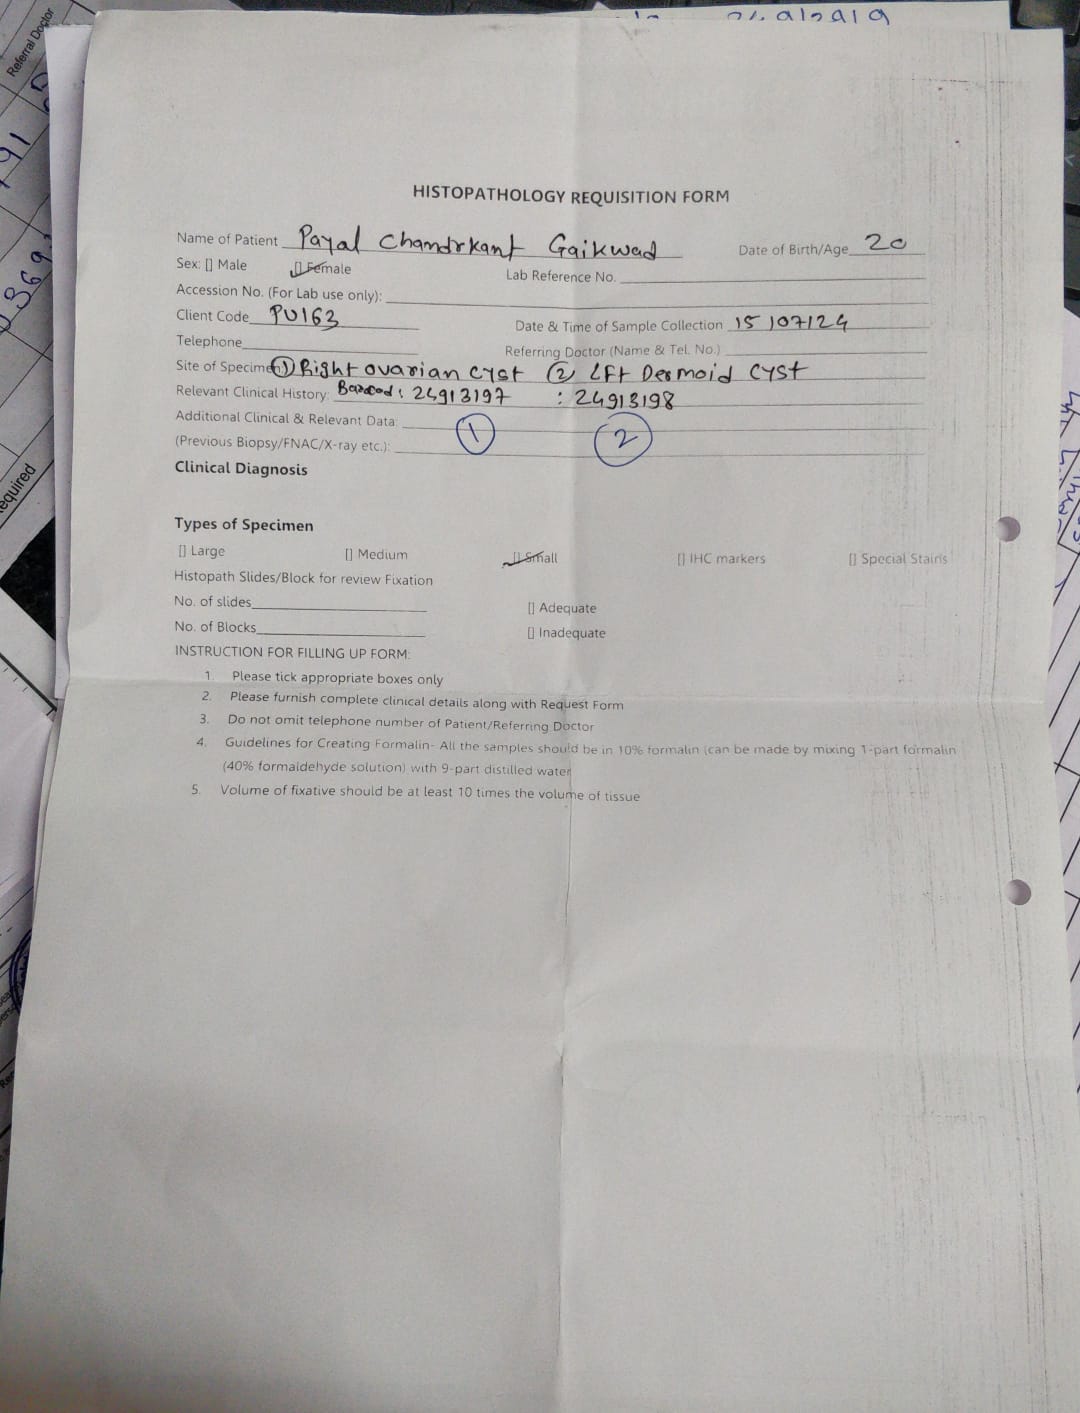 Referral Doctor
HISTOPATHOLOGY REQUISITION FORM
Name of Patient Payal Chandrkant Gaikwad Date of Birth/Age 20
Sex: [] Male [] Female Lab Reference No.
Accession No. (For Lab use only):
Client Code PU163 Date & Time of Sample Collection 15/07/24
Telephone Referring Doctor (Name & Tel. No.)
Site of Specimen ① Right ovarian cyst ② LFt Dermoid cyst
Relevant Clinical History: Barcod : 24913197 : 24913198
Additional Clinical & Relevant Data: 1 2
(Previous Biopsy/FNAC/X-ray etc.):
Clinical Diagnosis
Types of Specimen
[] Large [] Medium [] Small [] IHC markers [] Special Stains
Histopath Slides/Block for review Fixation
No. of slides [] Adequate
No. of Blocks [] Inadequate
INSTRUCTION FOR FILLING UP FORM:
1. Please tick appropriate boxes only
2. Please furnish complete clinical details along with Request Form
3. Do not omit telephone number of Patient/Referring Doctor
4. Guidelines for Creating Formalin- All the samples should be in 10% formalin (can be made by mixing 1-part formalin
(40% formaldehyde solution) with 9-part distilled water
5. Volume of fixative should be at least 10 times the volume of tissue